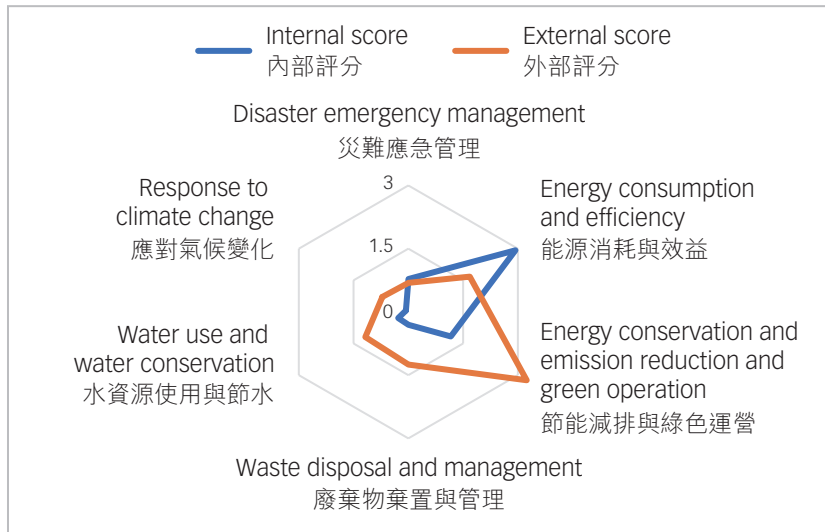 Internal score
內部評分
External score
外部評分
Disaster emergency management
災難應急管理
3
1.5
0
Response to
climate change
應對氣候變化
Energy consumption
and efficiency
能源消耗與效益
Water use and
water conservation
水資源使用與節水
Energy conservation and
emission reduction and
green operation
節能減排與綠色運營
Waste disposal and management
廢棄物棄置與管理